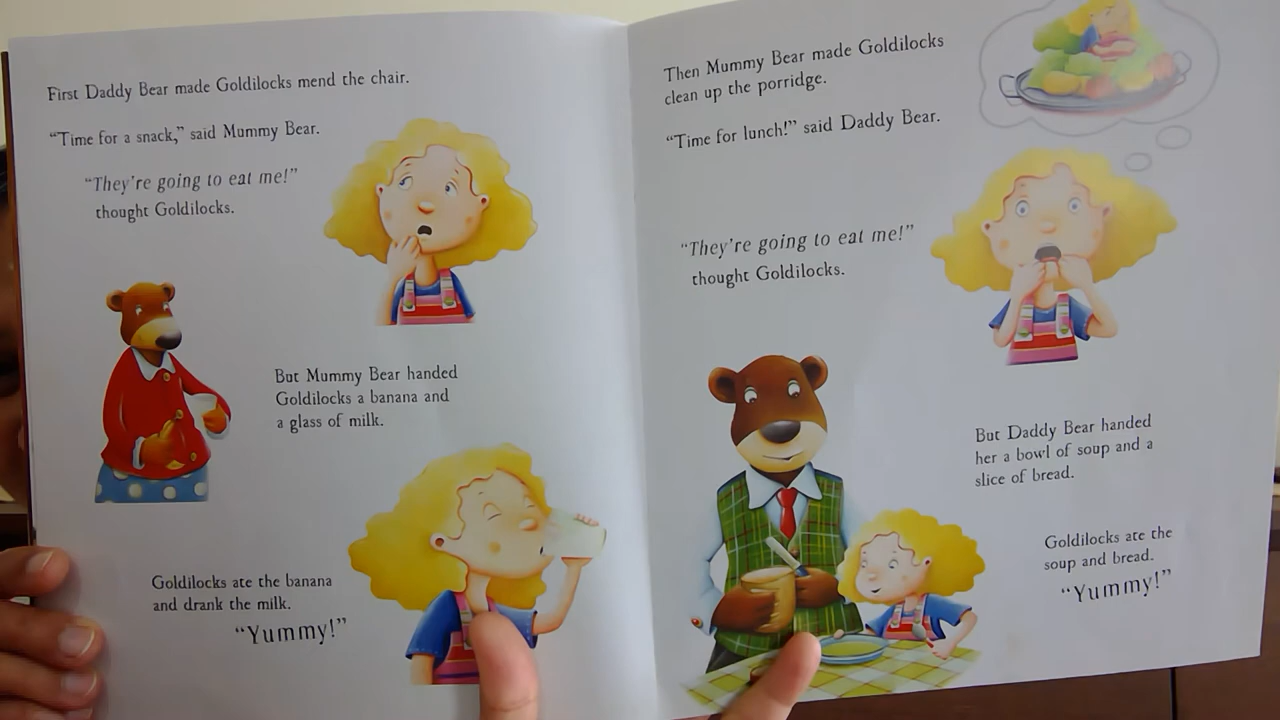 First Daddy Bear made Goldilocks mend the chair.
“Time for a snack,” said Mummy Bear.
“They're going to eat me!”
thought Goldilocks.
But Mummy Bear handed
Goldilocks a banana and
a glass of milk.
Goldilocks ate the banana
and drank the milk.
“Yummy!”
Then Mummy Bear made Goldilocks
clean up the porridge.
“Time for lunch!” said Daddy Bear.
“They're going to eat me!”
thought Goldilocks.
But Daddy Bear handed
her a bowl of soup and a
slice of bread.
Goldilocks ate the
soup and bread.
“Yummy!”